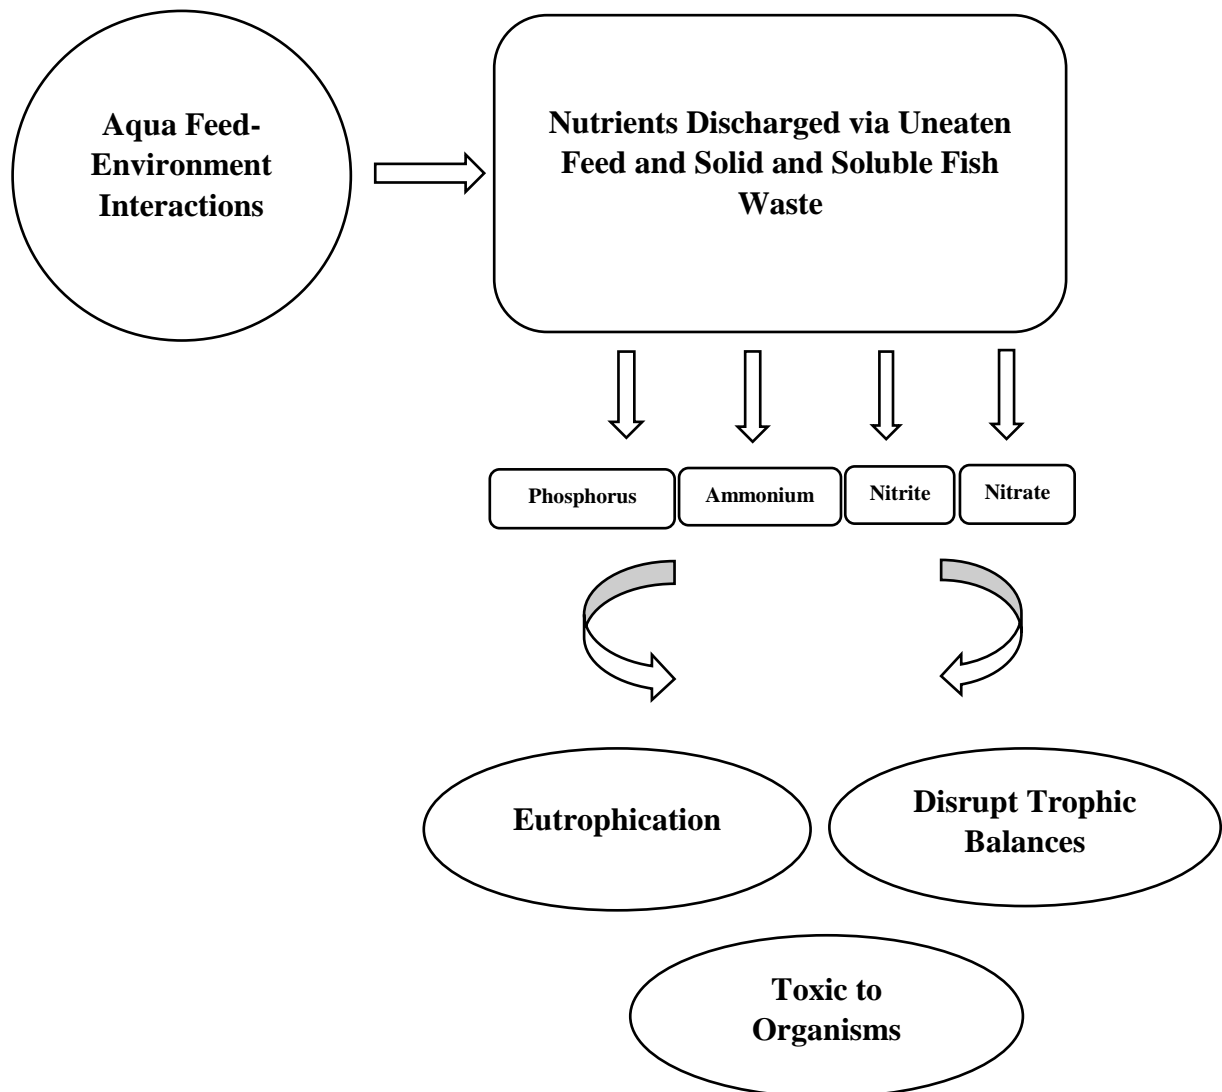 Aqua Feed-
Environment
Interactions
Nutrients Discharged via Uneaten
Feed and Solid and Soluble Fish
Waste
Phosphorus
Ammonium
Nitrite
Nitrate
Eutrophication
Disrupt Trophic
Balances
Toxic to
Organisms